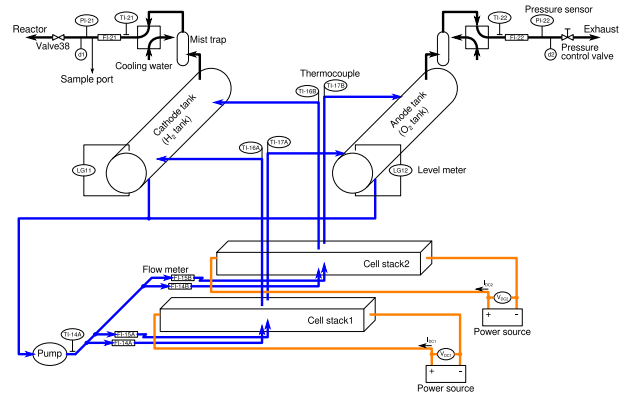 Pressure sensor
PI-21
TI-21
TI-22
PI-22
Reactor
FI-21
FI-22
Exhaust
Valve38
d1
Mist trap
d2
Pressure
control valve
Cooling water
Sample port
Thermocouple
TI-16B
TI-17B
Cathode tank
(H2 tank)
Anode tank
(O2 tank)
TI-16A
TI-17A
LG11
LG12
Level meter
Cell stack2
Flow meter
FI-15B
FI-14B
IDC2
VDC2
+ -
Power source
Cell stack1
TI-14A
FI-15A
FI-14A
Pump
IDC1
VDC1
+ -
Power source